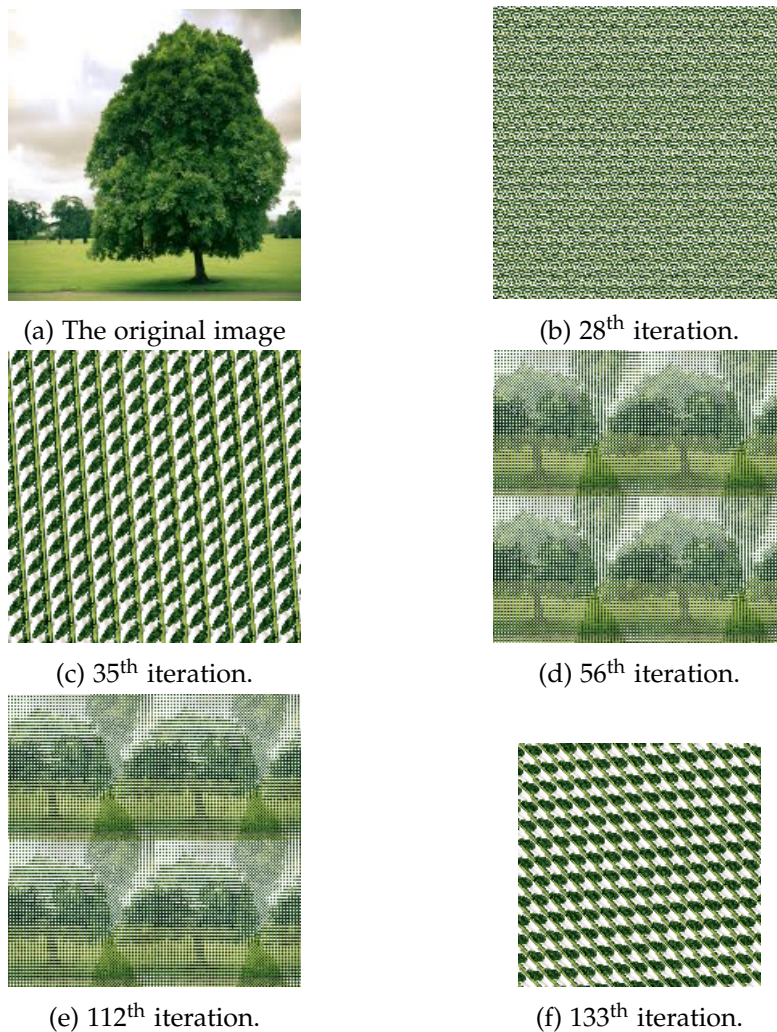 (a) The original image
(b) 28th iteration.
(c) 35th iteration.
(d) 56th iteration.
(e) 112th iteration.
(f) 133th iteration.